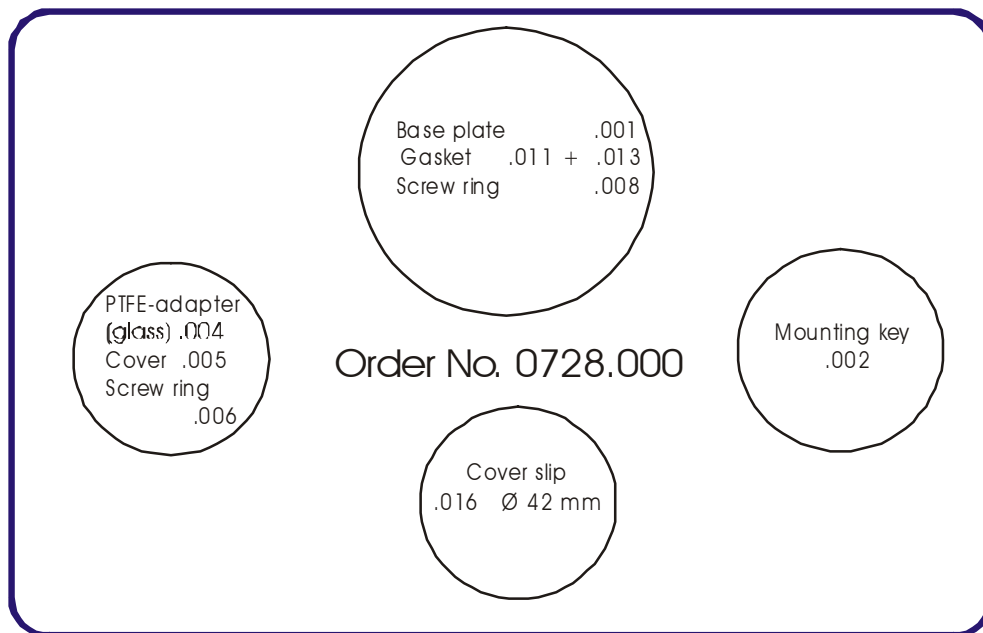 Base plate .001
Gasket .011 + .013
Screw ring .008
PTFE-adapter
(glass) .004
Cover .005
Screw ring
.006
Order No. 0728.000
Mounting key
.002
Cover slip
.016 Ø 42 mm